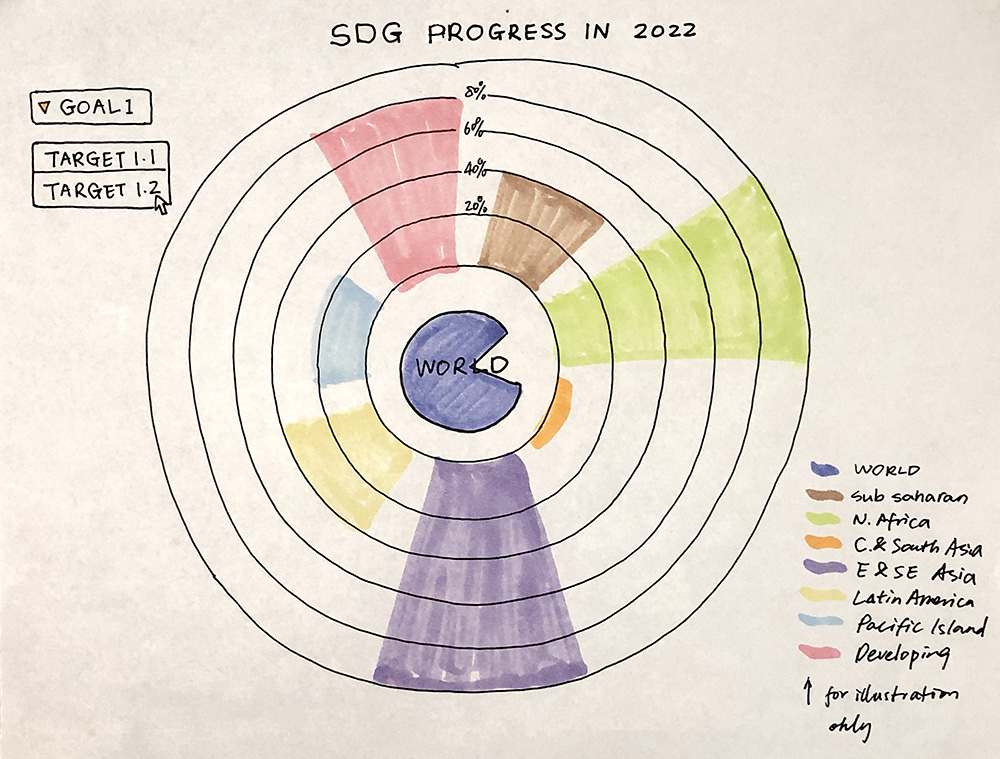 SDG PROGRESS IN 2022
GOAL 1
TARGET 1.1
TARGET 1.2
80%
60%
40%
20%
WORLD
WORLD
Sub saharan
N. Africa
C.& South Asia
E & SE Asia
Latin America
Pacific Island
Developing
↑ for illustration
only